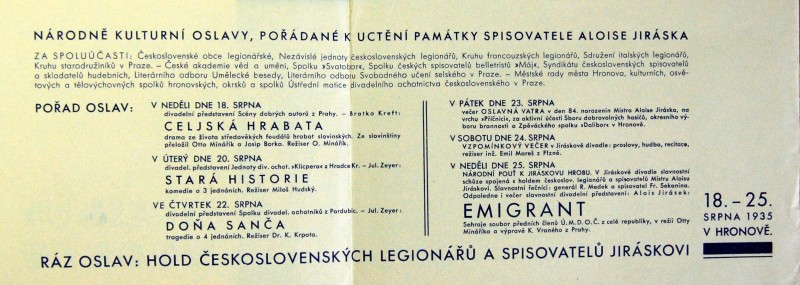 NÁRODNĚ KULTURNÍ OSLAVY, POŘÁDANÉ K UCTĚNÍ PAMÁTKY SPISOVATELE ALOISE JIRÁSKA
ZA SPOLUÚČASTI: Československé obce legionářské, Nezávislé jednoty československých legionářů, Kruhu francouzských legionářů, Sdružení italských legionářů,
Kruhu starodružiníků v Praze. – České akademie věd a umění, Spolku »Svatobor«, Spolku českých spisovatelů belletristů »Máj«, Syndikátu československých spisovatelů
a skladatelů hudebních, Literárního odboru Umělecké besedy, Literárního odboru Svobodného učení selského v Praze. – Městské rady města Hronova, kulturních, osvě-
tových a tělovýchovných spolků hronovských, okrsků a spolků Ústřední matice divadelního ochotnictva československého v Praze.
POŘAD OSLAV:
V NEDĚLI DNE 18. SRPNA
divadelní představení Scény dobrých autorů z Prahy. – Bratko Kreft:
CELJSKÁ HRABATA
drama ze života středověkých feudálů hrabat slovinských. Ze slovinštiny
přeložil Otto Minářik a Josip Borko. Režisér O. Minářík.
V ÚTERÝ DNE 20. SRPNA
divadel. představení Jednoty div. ochot. »Klicpera« z Hradce Kr. – Jul. Zeyer:
STARÁ HISTORIE
komedie o 3 jednáních. Režisér Miloš Hudský.
VE ČTVRTEK 22. SRPNA
divadelní představení Spolku divadel. ochotníků z Pardubic. – Jul. Zeyer:
DOŇA SANČA
tragedie o 4 jednáních. Režiser Dr. K. Krpata.
V PÁTEK DNE 23. SRPNA
večer OSLAVNÁ VATRA v den 84. narozenin Mistra Aloise Jiráska, na
vrchu »Příčnici«, za aktivní účasti Sboru dobrovolných hasičů, okresního vý-
boru brannosti a Zpěváckého spolku »Dalibor« v Hronově.
V SOBOTU DNE 24. SRPNA
VZPOMÍNKOVÝ VEČER v Jiráskově divadle: proslovy, hudba, recitace,
režiser inž. Emil Mareš z Plzně.
V NEDĚLI DNE 25. SRPNA
NÁRODNÍ POUŤ K JIRÁSKOVU HROBU. V Jiráskově divadle slavnostní
schůze spojená s holdem českoslov. legionářů a spisovatelů Mistru Aloise
Jiráskovi. Slavnostní řečníci: generál R. Medek a spisovatel Fr. Sekanina.
Odpoledne i večer slavnostní divadelní představení: Alois Jirásek:
EMIGRANT
Sehraje soubor předních členů Ú. M. D. O. Č. z celé republiky, v režii Otty
Minářika a výpravě K. Vraného z Prahy.
18. – 25.
SRPNA 1935
V HRONOVĚ.
RÁZ OSLAV: HOLD ČESKOSLOVENSKÝCH LEGIONÁŘŮ A SPISOVATELŮ JIRÁSKOVI